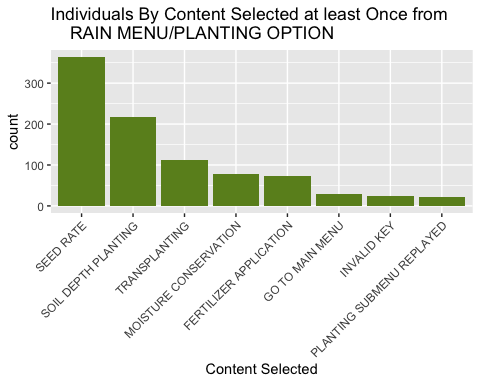 Individuals By Content Selected at least Once from
RAIN MENU/PLANTING OPTION
count
300
200
100
0
SEED RATE
SOIL DEPTH PLANTING
TRANSPLANTING
MOISTURE CONSERVATION
FERTILIZER APPLICATION
GO TO MAIN MENU
INVALID KEY
PLANTING SUBMENU REPLAYED
Content Selected